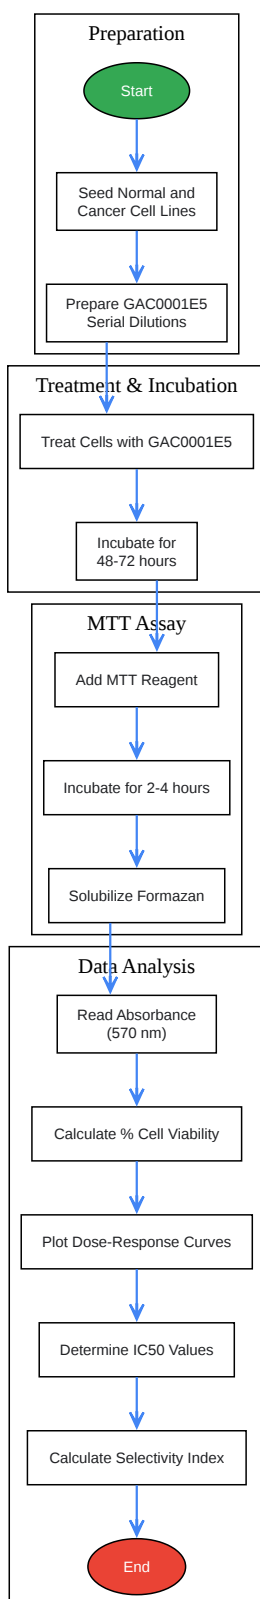 Preparation
Start
Seed Normal and
Cancer Cell Lines
Prepare GAC0001E5
Serial Dilutions
Treatment & Incubation
Treat Cells with GAC0001E5
Incubate for
48-72 hours
MTT Assay
Add MTT Reagent
Incubate for 2-4 hours
Solubilize Formazan
Data Analysis
Read Absorbance
(570 nm)
Calculate % Cell Viability
Plot Dose-Response Curves
Determine IC50 Values
Calculate Selectivity Index
End